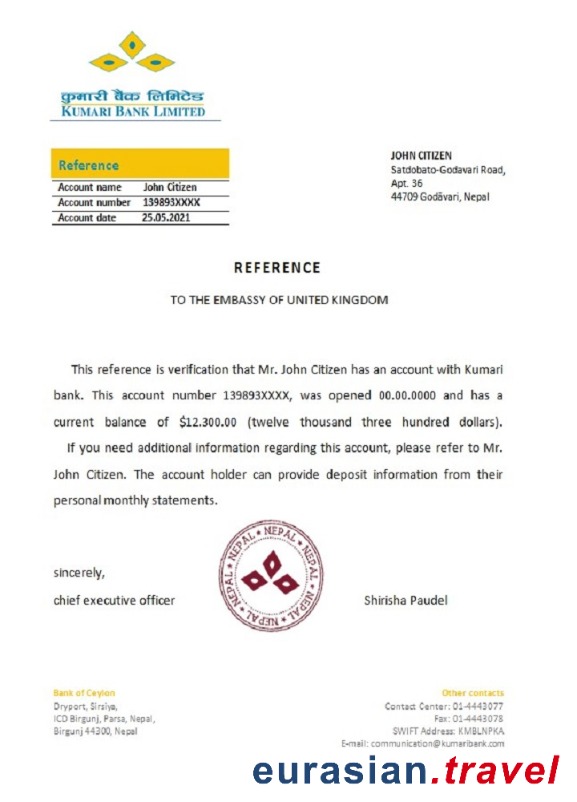 कुमारी बैंक लिमिटेड
KUMARI BANK LIMITED
Reference
Account name John Citizen
Account number 139893XXXX
Account date 25.05.2021
JOHN CITIZEN
Satdobato-Godavari Road,
Apt. 36
44709 Godāvari, Nepal
REFERENCE
TO THE EMBASSY OF UNITED KINGDOM
This reference is verification that Mr. John Citizen has an account with Kumari
bank. This account number 139893XXXX, was opened 00.00.0000 and has a
current balance of $12.300.00 (twelve thousand three hundred dollars).
If you need additional information regarding this account, please refer to Mr.
John Citizen. The account holder can provide deposit information from their
personal monthly statements.
NEPAL * NEPAL * NEPAL * NEPAL * NEPAL *
sincerely,
chief executive officer
Shirisha Paudel
Bank of Ceylon
Dryport, Sirsiya,
ICD Birgunj, Parsa, Nepal,
Birgunj 44300, Nepal
Other contacts
Contact Center: 01-4443077
Fax: 01-4443078
SWIFT Address: KMBLNPKA
E-mail: communication@kumaribank.com
eurasian.travel